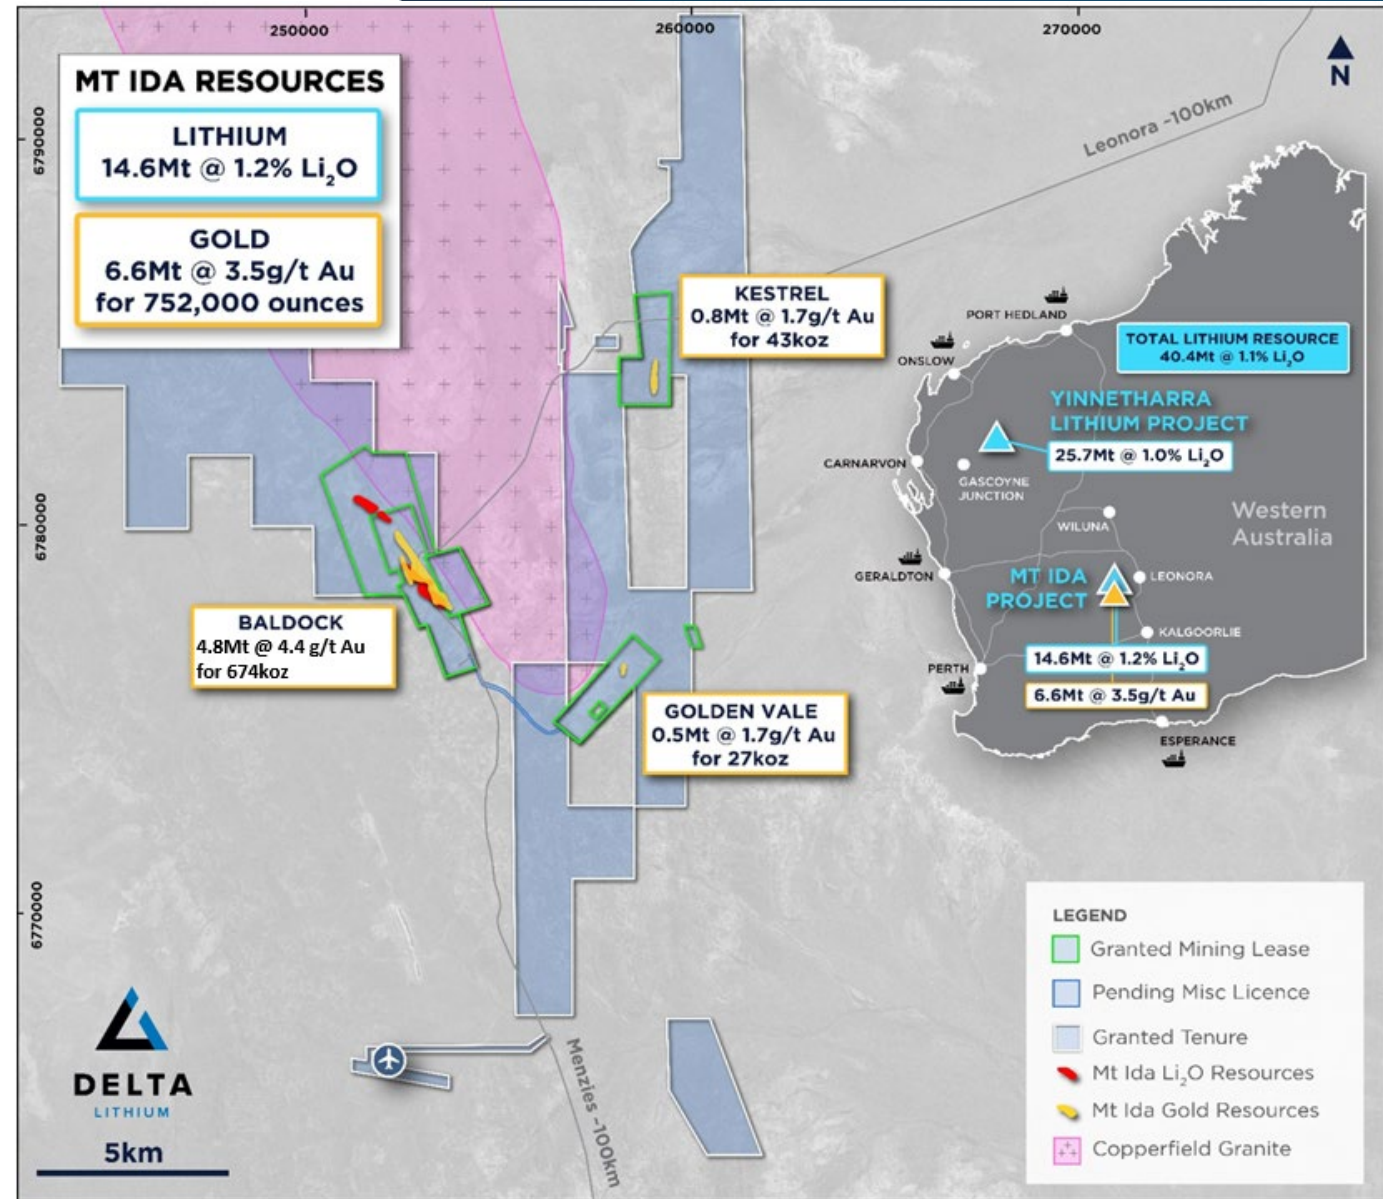 250000
260000
270000
N
6790000
6780000
6770000
MT IDA RESOURCES
LITHIUM
14.6Mt @ 1.2% Li₂O
GOLD
6.6Mt @ 3.5g/t Au
for 752,000 ounces
Leonora ~100km
KESTREL
0.8Mt @ 1.7g/t Au
for 43koz
BALDOCK
4.8Mt @ 4.4 g/t Au
for 674koz
GOLDEN VALE
0.5Mt @ 1.7g/t Au
for 27koz
Menzies ~100km
PORT HEDLAND
ONSLOW
TOTAL LITHIUM RESOURCE
40.4Mt @ 1.1% Li₂O
YINNETHARRA
LITHIUM PROJECT
25.7Mt @ 1.0% Li₂O
CARNARVON
GASCOYNE
JUNCTION
WILUNA
Western
Australia
GERALDTON
MT IDA
PROJECT
LEONORA
KALGOORLIE
14.6Mt @ 1.2% Li₂O
PERTH
6.6Mt @ 3.5g/t Au
ESPERANCE
LEGEND
Granted Mining Lease
Pending Misc Licence
Granted Tenure
Mt Ida Li₂O Resources
Mt Ida Gold Resources
Copperfield Granite
DELTA
LITHIUM
5km